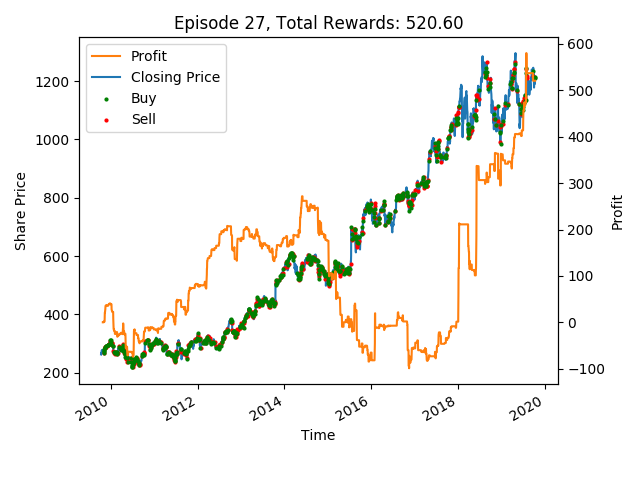 Episode 27, Total Rewards: 520.60
Profit
Closing Price
Buy
Sell
Share Price
1200
1000
800
600
400
200
600
500
400
300
200
100
0
−100
Profit
2010
2012
2014
2016
2018
2020
Time